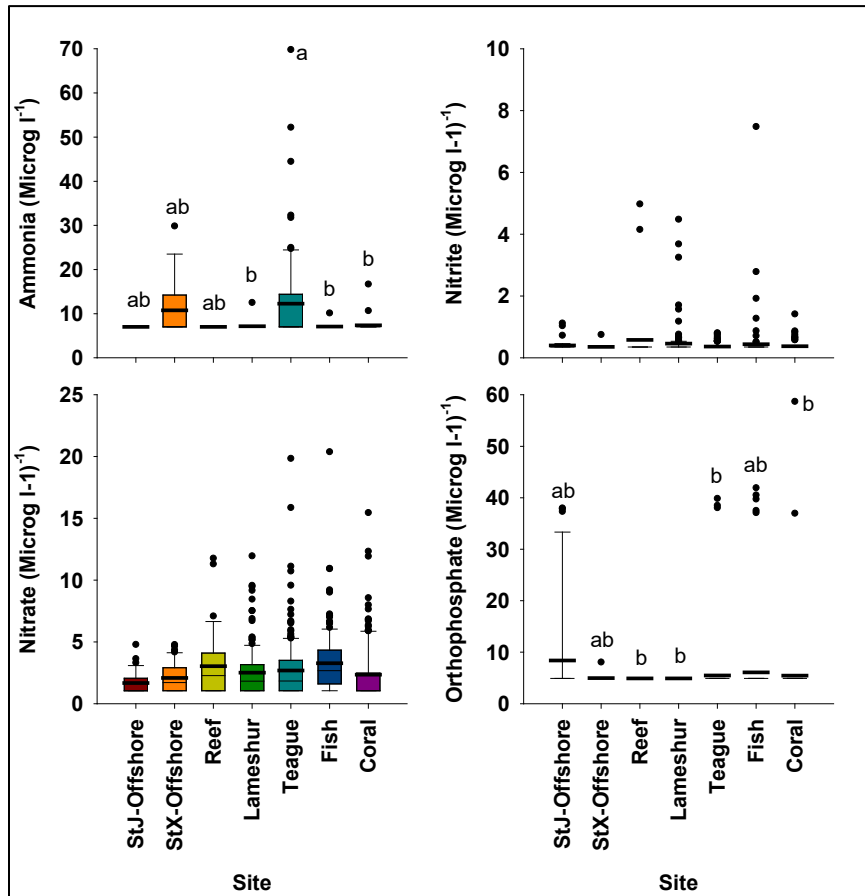 Ammonia (Microg l⁻¹)
70
60
50
40
30
20
10
0
ab
ab
ab
b
a
b
b
Nitrite (Microg l-1)⁻¹
10
8
6
4
2
0
Nitrate (Microg l-1)⁻¹
25
20
15
10
5
0
StJ-Offshore
StX-Offshore
Reef
Lameshur
Teague
Fish
Coral
Site
Orthophosphate (Microg l-1)⁻¹
60
50
40
30
20
10
0
ab
ab
b
b
b
ab
b
StJ-Offshore
StX-Offshore
Reef
Lameshur
Teague
Fish
Coral
Site